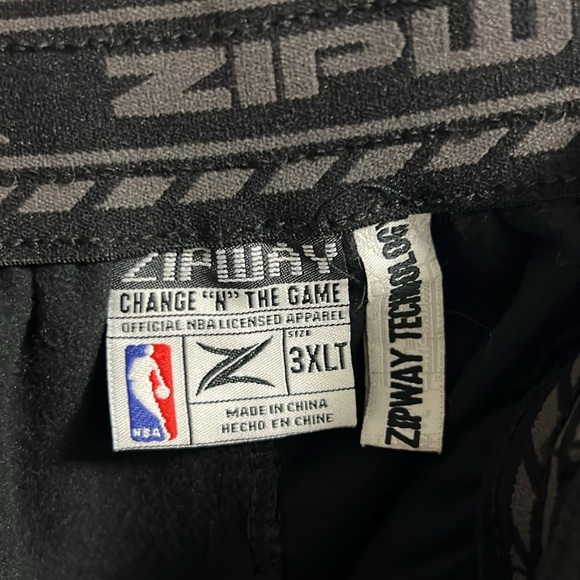 ZIPW
ZIPWAY
CHANGE "N" THE GAME
OFFICIAL NBA LICENSED APPAREL
SIZE
3XLT
NBA
MADE IN CHINA
HECHO EN CHINE
ZIPWAY TECHNOLOGY